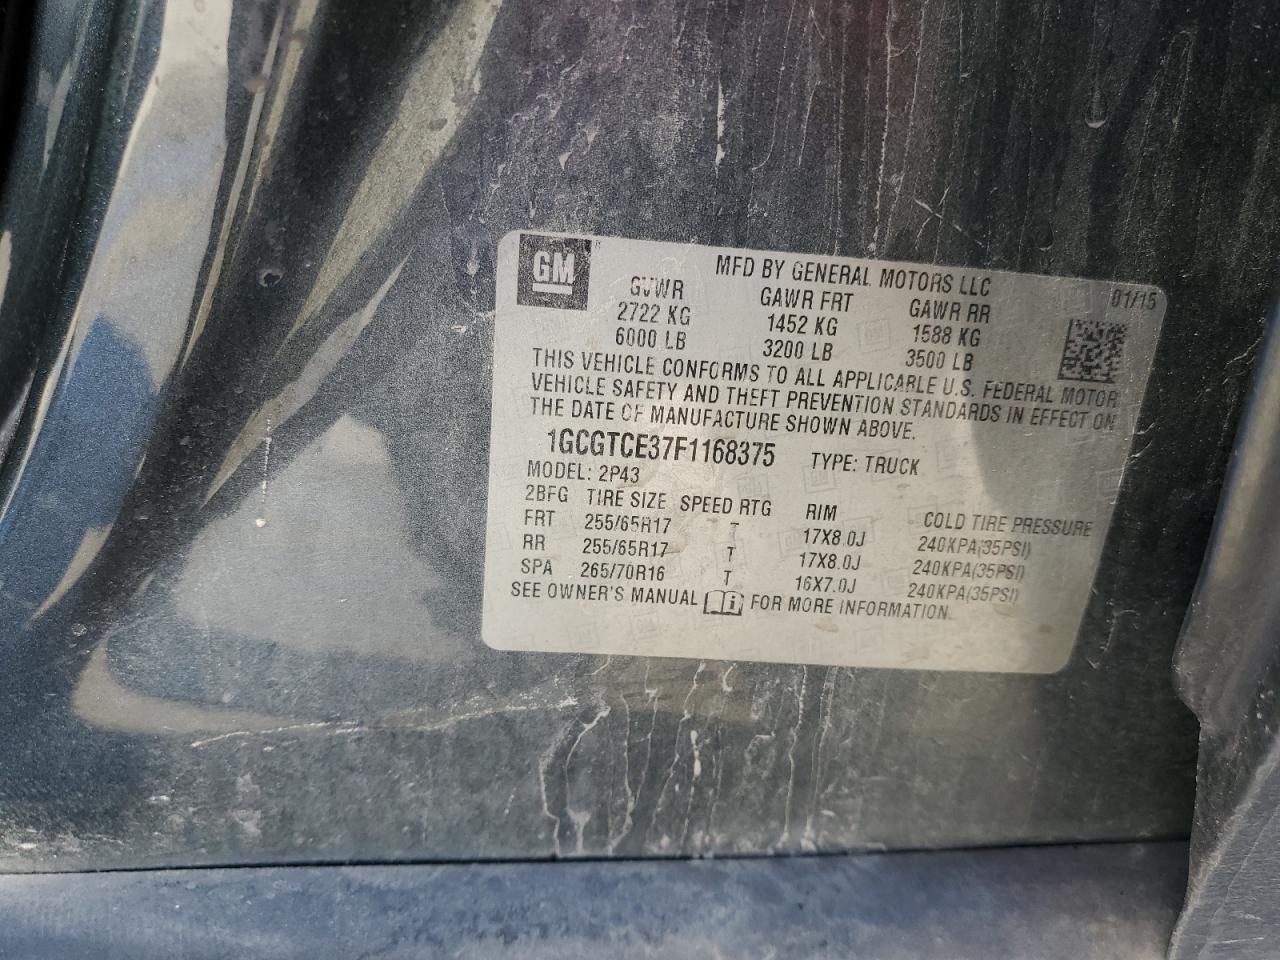 GM
MFD BY GENERAL MOTORS LLC
01/15
GVWR GAWR FRT GAWR RR
2722 KG 1452 KG 1588 KG
6000 LB 3200 LB 3500 LB
THIS VEHICLE CONFORMS TO ALL APPLICABLE U.S. FEDERAL MOTOR
VEHICLE SAFETY AND THEFT PREVENTION STANDARDS IN EFFECT ON
THE DATE OF MANUFACTURE SHOWN ABOVE.
1GCGTCE37F1168375 TYPE: TRUCK
MODEL: 2P43
2BFG TIRE SIZE SPEED RTG RIM COLD TIRE PRESSURE
FRT 255/65R17 T 17X8.0J 240KPA(35PSI)
RR 255/65R17 T 17X8.0J 240KPA(35PSI)
SPA 265/70R16 T 16X7.0J 240KPA(35PSI)
SEE OWNER'S MANUAL FOR MORE INFORMATION.